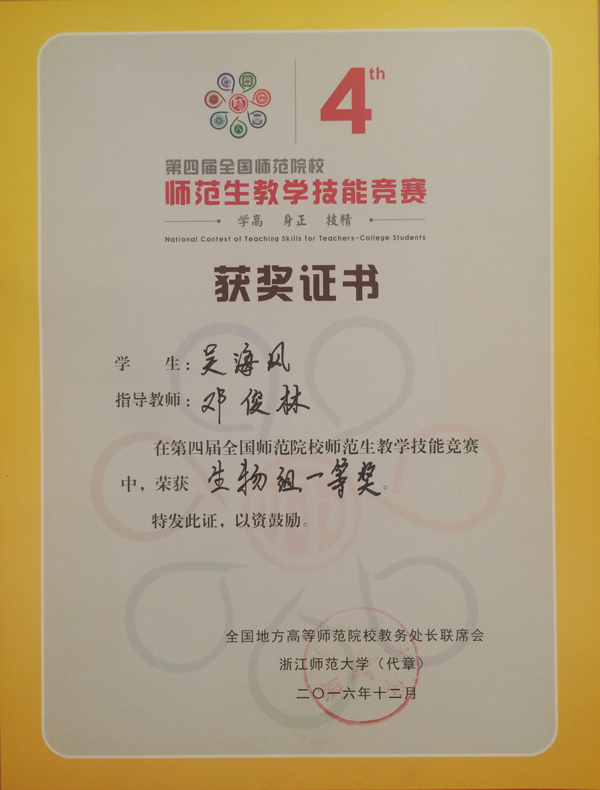 4th
第四届全国师范院校
师范生教学技能竞赛
学高 身正 技精
National Contest of Teaching Skills for Teachers-College Students
获奖证书
学 生：吴海凤
指导教师：邓俊林
在第四届全国师范院校师范生教学技能竞赛
中，荣获 生物组一等奖。
特发此证，以资鼓励。
全国地方高等师范院校教务处长联席会
浙江师范大学（代章）
二〇一六年十二月